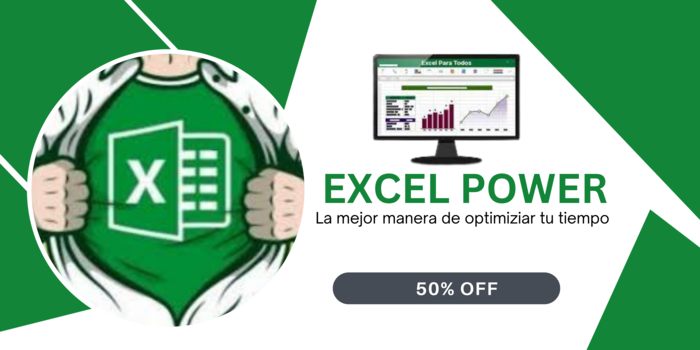 Excel Para Todos
X
EXCEL POWER
La mejor manera de optimiziar tu tiempo
50% OFF